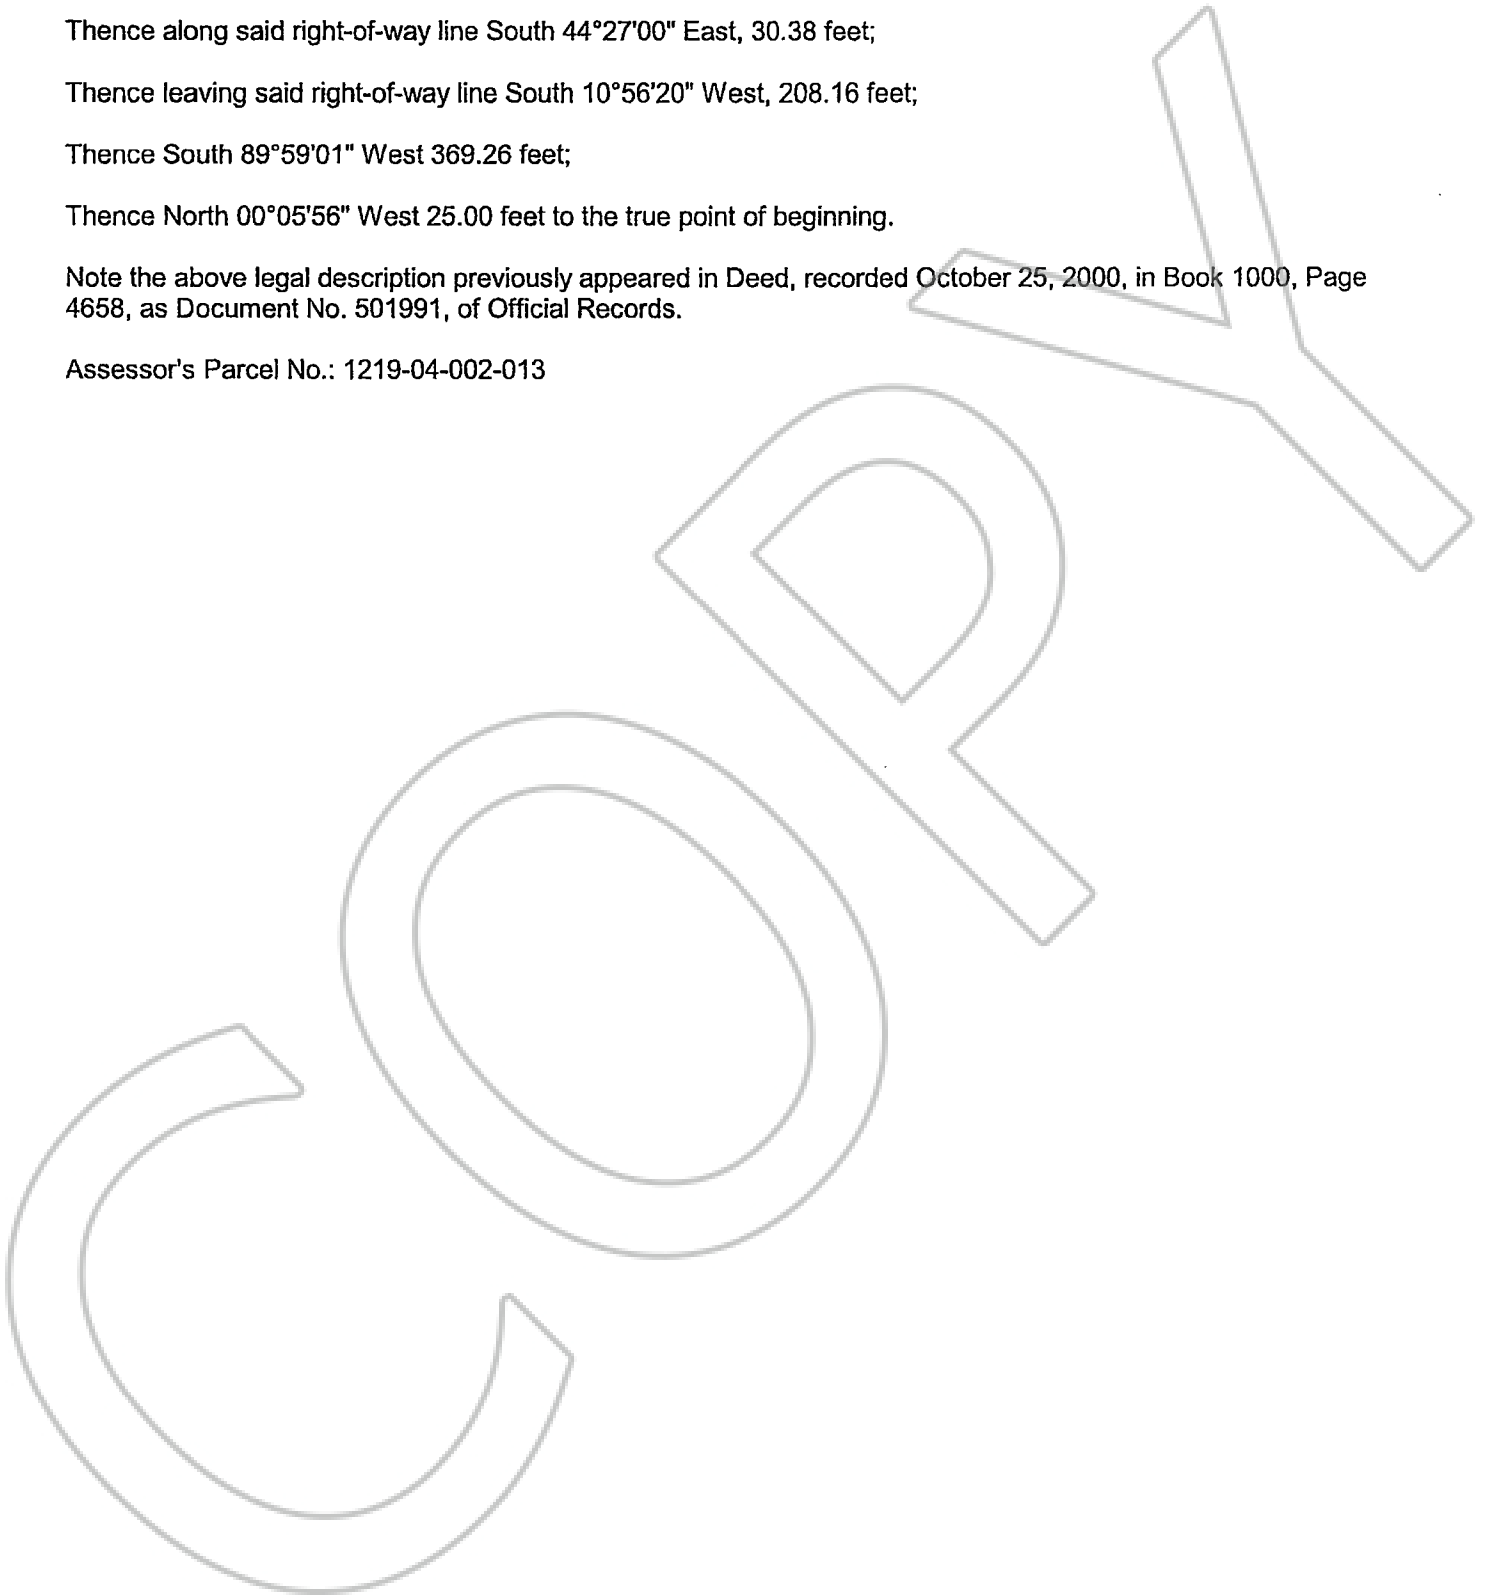 Thence along said right-of-way line South 44°27'00" East, 30.38 feet;
Thence leaving said right-of-way line South 10°56'20" West, 208.16 feet;
Thence South 89°59'01" West 369.26 feet;
Thence North 00°05'56" West 25.00 feet to the true point of beginning.
Note the above legal description previously appeared in Deed, recorded October 25, 2000, in Book 1000, Page
4658, as Document No. 501991, of Official Records.
Assessor's Parcel No.: 1219-04-002-013
COPY